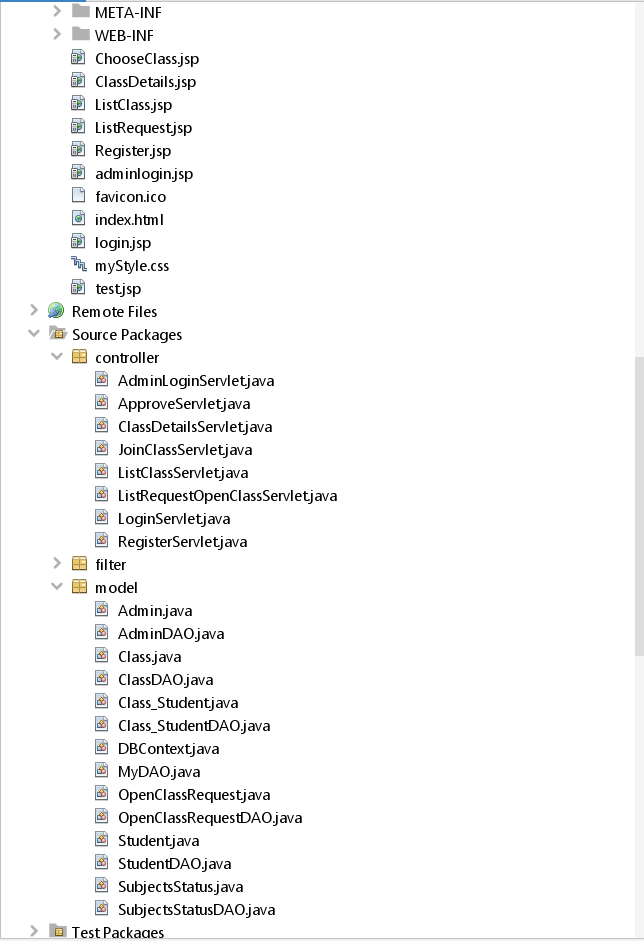 META-INF
WEB-INF
ChooseClass.jsp
ClassDetails.jsp
ListClass.jsp
ListRequest.jsp
Register.jsp
adminlogin.jsp
favicon.ico
index.html
login.jsp
myStyle.css
test.jsp
Remote Files
Source Packages
controller
AdminLoginServlet.java
ApproveServlet.java
ClassDetailsServlet.java
JoinClassServlet.java
ListClassServlet.java
ListRequestOpenClassServlet.java
LoginServlet.java
RegisterServlet.java
filter
model
Admin.java
AdminDAO.java
Class.java
ClassDAO.java
Class_Student.java
Class_StudentDAO.java
DBContext.java
MyDAO.java
OpenClassRequest.java
OpenClassRequestDAO.java
Student.java
StudentDAO.java
SubjectsStatus.java
SubjectsStatusDAO.java
Test Packages